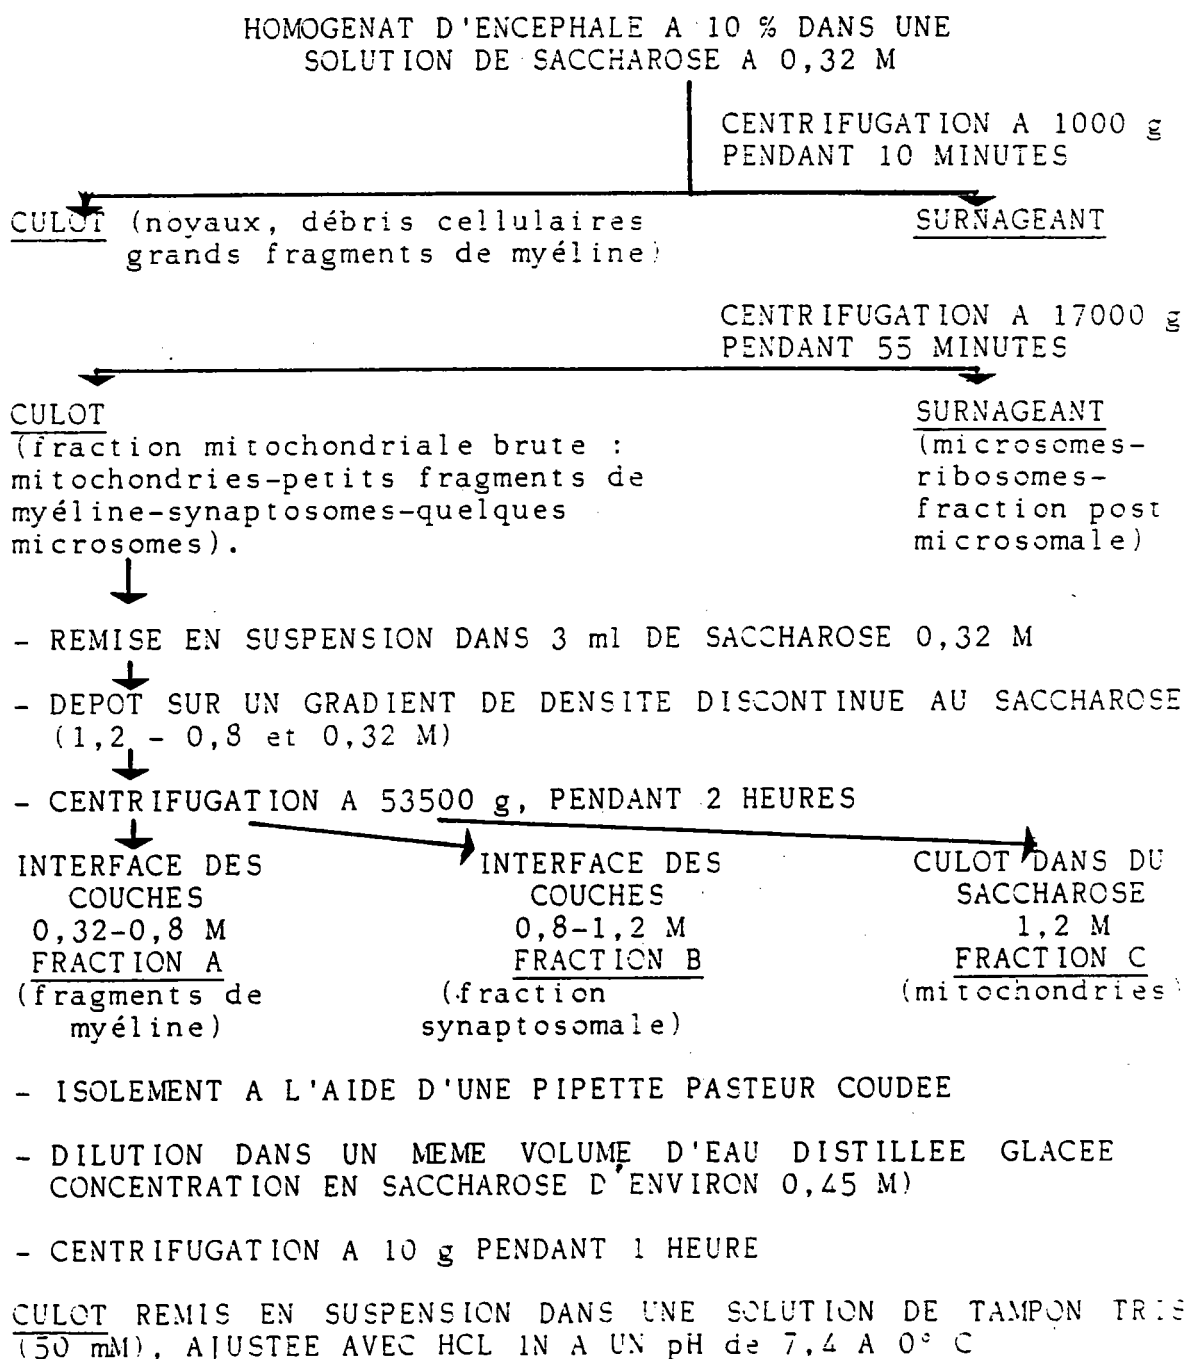 HOMOGENAT D'ENCEPHALE A 10 % DANS UNE
SOLUTION DE SACCHAROSE A 0,32 M
CENTRIFUGATION A 1000 g
PENDANT 10 MINUTES
CULOT (noyaux, débris cellulaires
grands fragments de myéline)
SURNAGEANT
CENTRIFUGATION A 17000 g
PENDANT 55 MINUTES
CULOT
(fraction mitochondriale brute :
mitochondries-petits fragments de
myéline-synaptosomes-quelques
microsomes).
SURNAGEANT
(microsomes-
ribosomes-
fraction post
microsomale)
- REMISE EN SUSPENSION DANS 3 ml DE SACCHAROSE 0,32 M
- DEPOT SUR UN GRADIENT DE DENSITE DISCONTINUE AU SACCHAROSE
(1,2 - 0,8 et 0,32 M)
- CENTRIFUGATION A 53500 g, PENDANT 2 HEURES
INTERFACE DES
COUCHES
0,32-0,8 M
FRACTION A
(fragments de
myéline)
INTERFACE DES
COUCHES
0,8-1,2 M
FRACTION B
(fraction
synaptosomale)
CULOT DANS DU
SACCHAROSE
1,2 M
FRACTION C
(mitochondries)
- ISOLEMENT A L'AIDE D'UNE PIPETTE PASTEUR COUDEE
- DILUTION DANS UN MEME VOLUME D'EAU DISTILLEE GLACEE
CONCENTRATION EN SACCHAROSE D'ENVIRON 0,45 M)
- CENTRIFUGATION A 10 g PENDANT 1 HEURE
CULOT REMIS EN SUSPENSION DANS UNE SOLUTION DE TAMPON TRIS
(50 mM), AJUSTEE AVEC HCL 1N A UN pH de 7,4 A 0° C